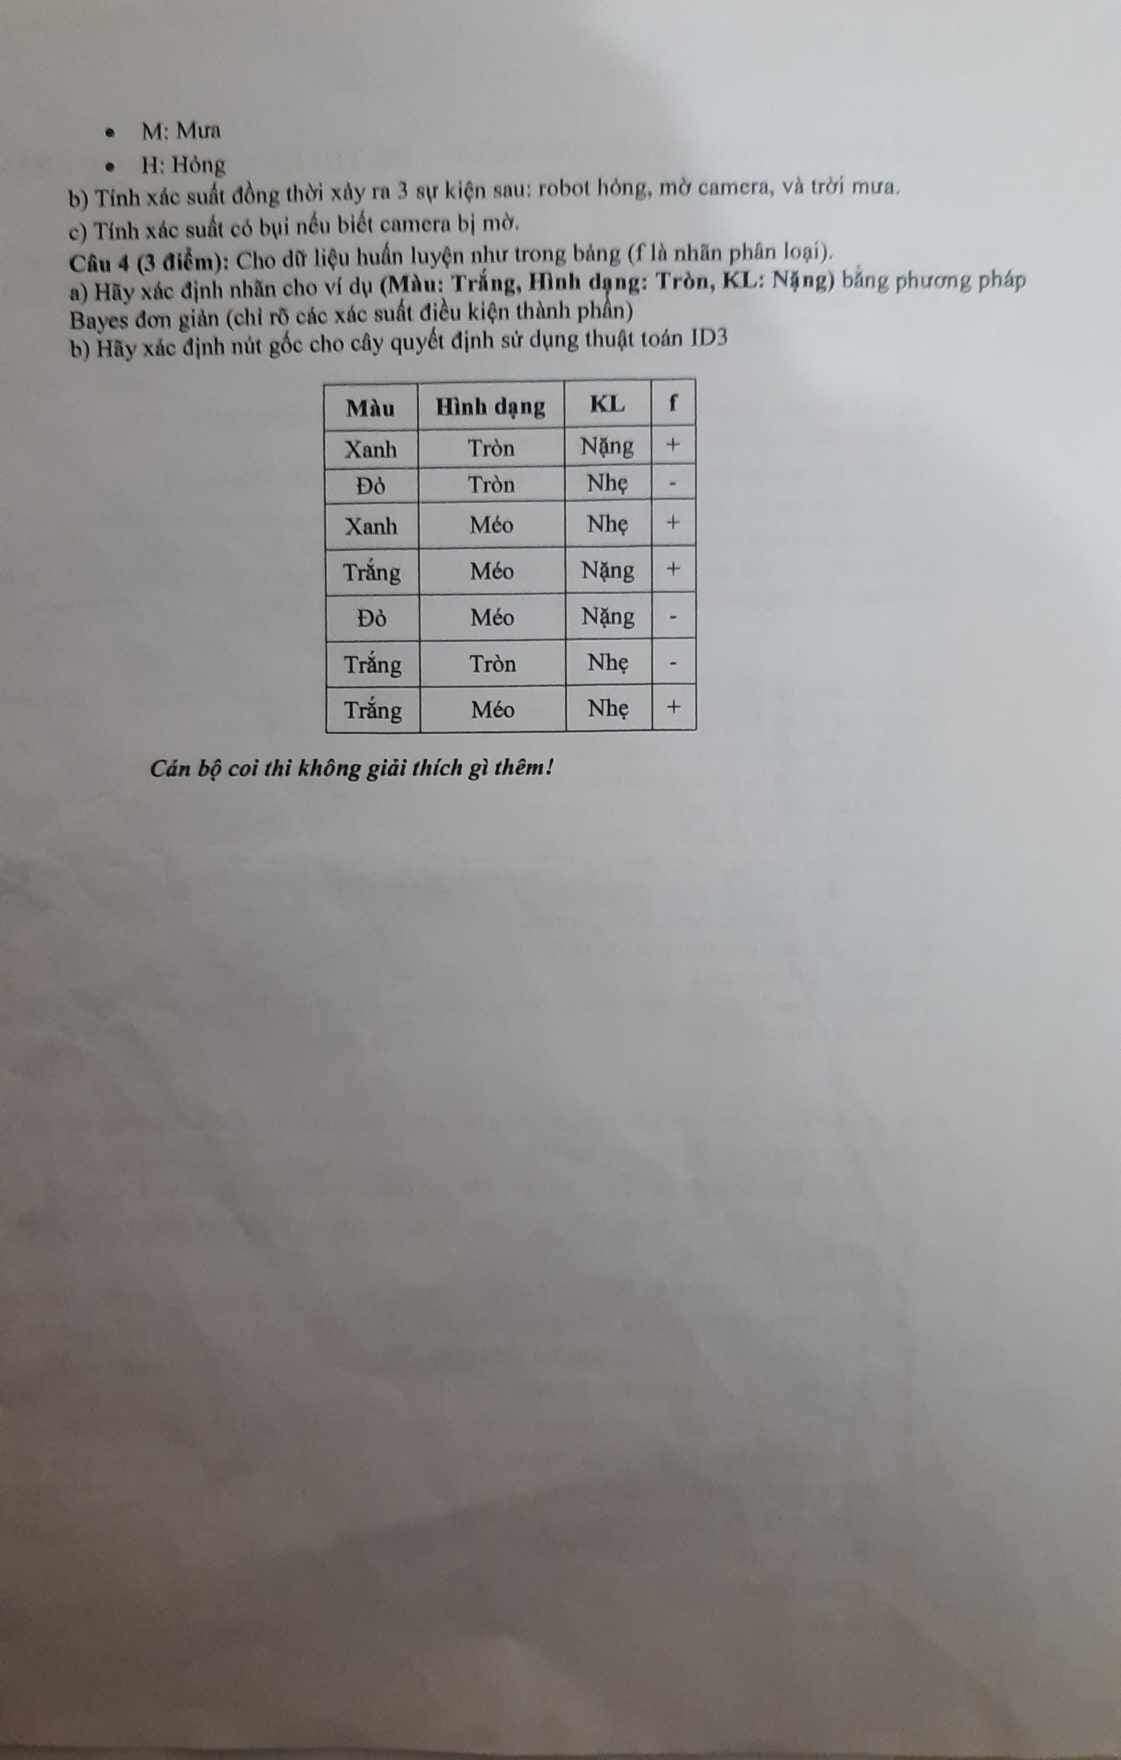 • M: Mưa
• H: Hỏng
b) Tính xác suất đồng thời xảy ra 3 sự kiện sau: robot hỏng, mờ camera, và trời mưa.
c) Tính xác suất có bụi nếu biết camera bị mờ.
Câu 4 (3 điểm): Cho dữ liệu huấn luyện như trong bảng (f là nhãn phân loại).
a) Hãy xác định nhãn cho ví dụ (Màu: Trắng, Hình dạng: Tròn, KL: Nặng) bằng phương pháp
Bayes đơn giản (chỉ rõ các xác suất điều kiện thành phần)
b) Hãy xác định nút gốc cho cây quyết định sử dụng thuật toán ID3
Màu Hình dạng KL f
Xanh Tròn Nặng +
Đỏ Tròn Nhẹ -
Xanh Méo Nhẹ +
Trắng Méo Nặng +
Đỏ Méo Nặng -
Trắng Tròn Nhẹ -
Trắng Méo Nhẹ +
Cán bộ coi thi không giải thích gì thêm!